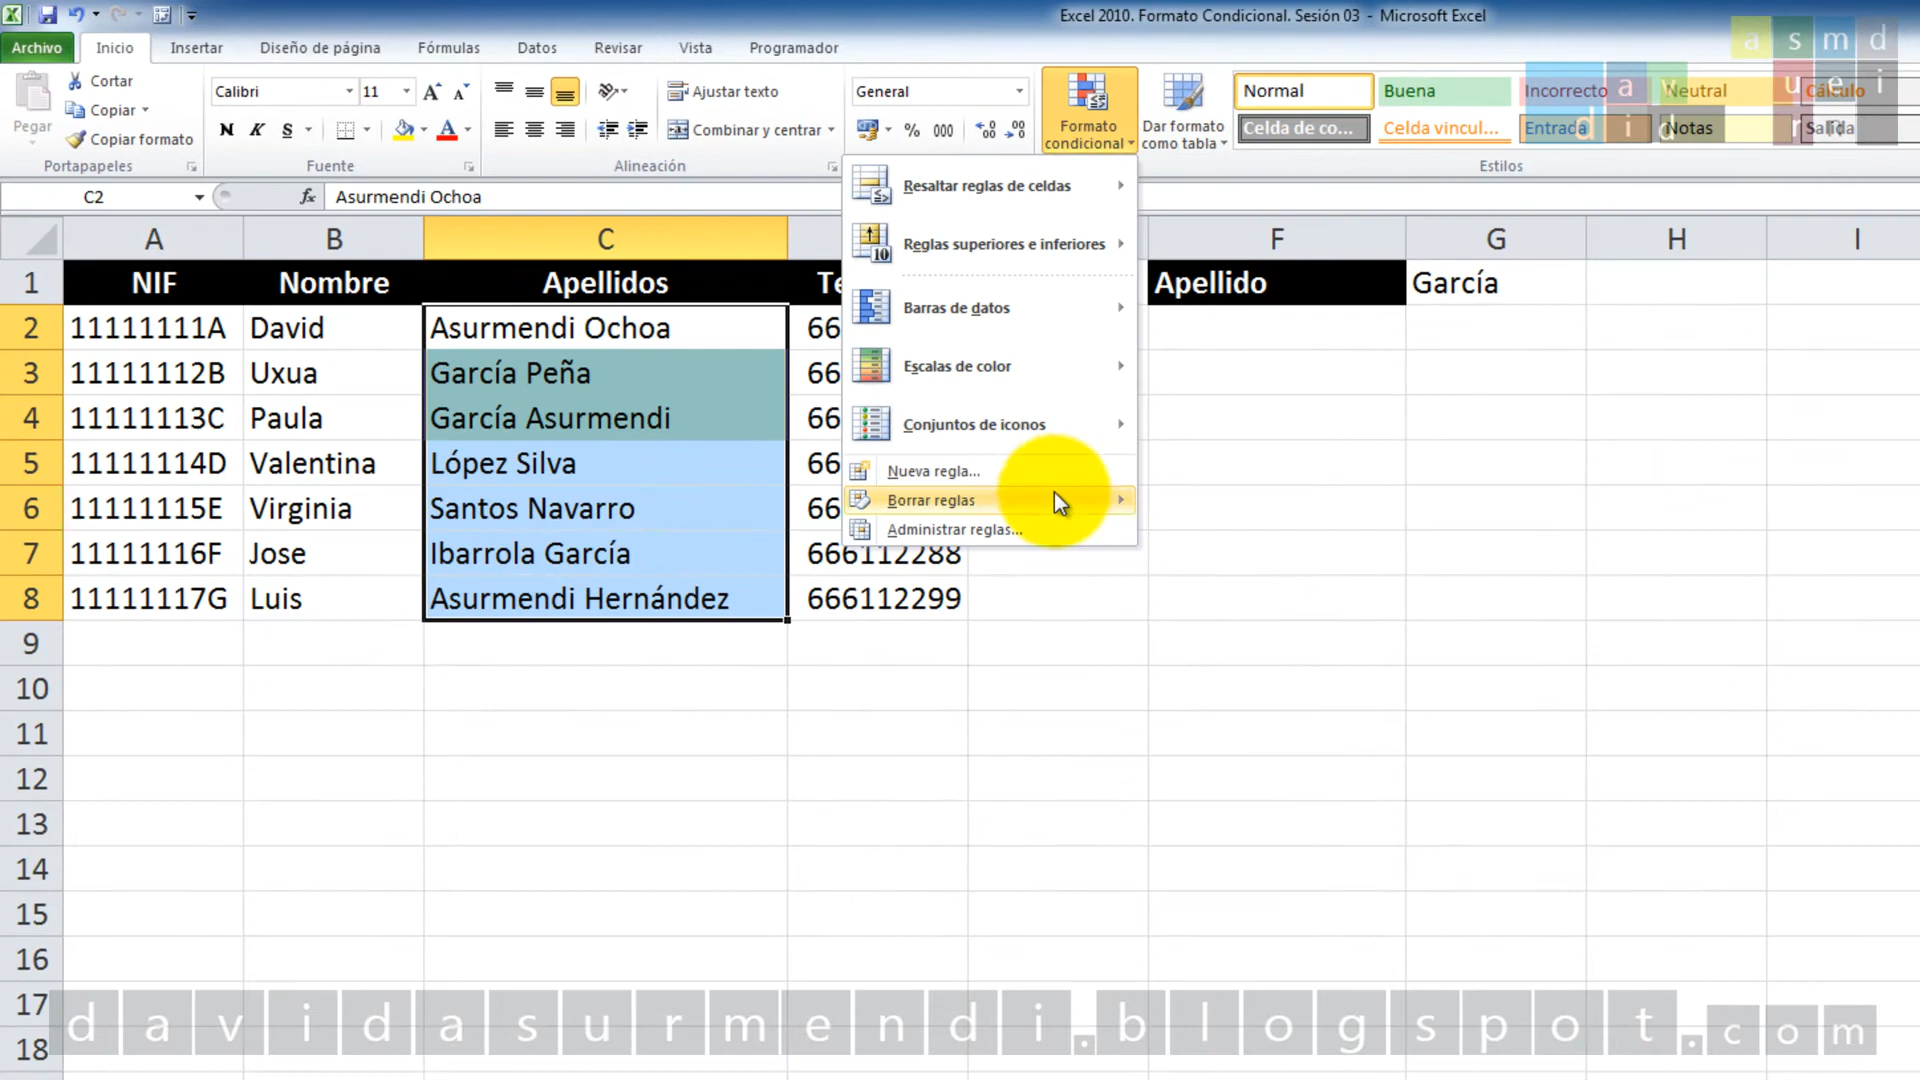 Excel 2010. Formato Condicional. Sesión 03 - Microsoft Excel
Archivo Inicio Insertar Diseño de página Fórmulas Datos Revisar Vista Programador
a s m d
Pegar
Cortar
Copiar
Copiar formato
Portapapeles
Calibri 11
N K S
Fuente
Ajustar texto
Combinar y centrar
Alineación
General
% 000
Formato condicional
Dar formato como tabla
Normal Buena Incorrecto Neutral Cálculo
Celda de co... Celda vincul... Entrada Notas Salida
Estilos
C2 fx Asurmendi Ochoa
Resaltar reglas de celdas
Reglas superiores e inferiores
Barras de datos
Escalas de color
Conjuntos de iconos
Nueva regla...
Borrar reglas
Administrar reglas...
A B C F G H I
1 NIF Nombre Apellidos Te Apellido García
2 11111111A David Asurmendi Ochoa 66
3 11111112B Uxua García Peña 66
4 11111113C Paula García Asurmendi 66
5 11111114D Valentina López Silva 66
6 11111115E Virginia Santos Navarro 66
7 11111116F Jose Ibarrola García 666112288
8 11111117G Luis Asurmendi Hernández 666112299
9
10
11
12
13
14
15
16
17
18
davidasurmendi.blogspot.com